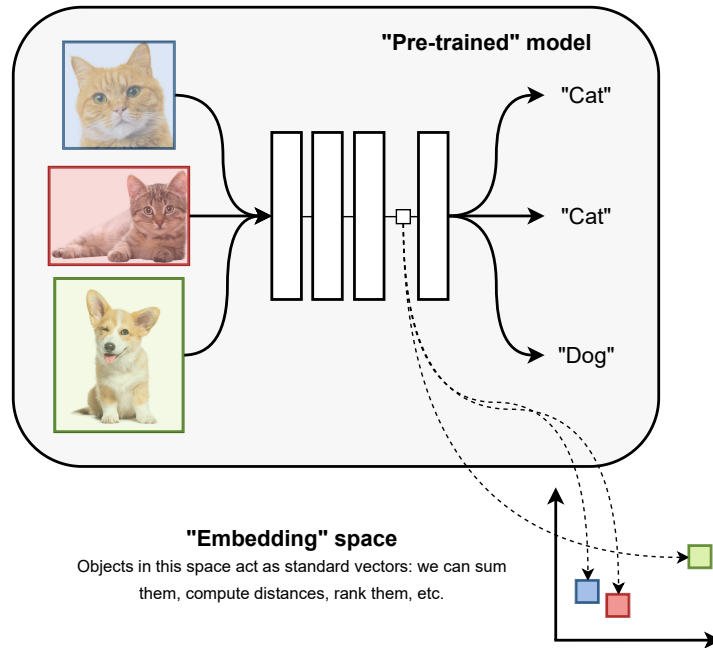 "Pre-trained" model
"Cat"
"Cat"
"Dog"
"Embedding" space
Objects in this space act as standard vectors: we can sum
them, compute distances, rank them, etc.